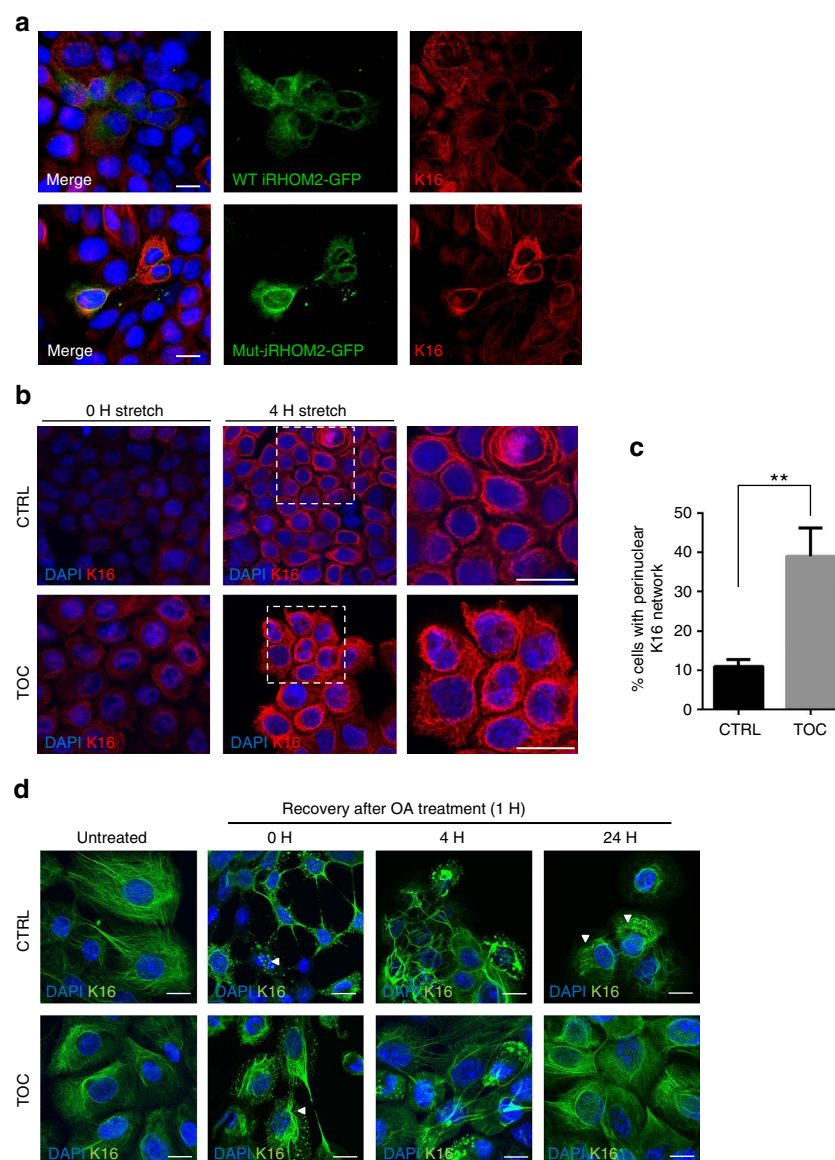 a
Merge
WT iRHOM2-GFP
K16
Merge
Mut-iRHOM2-GFP
K16
b
0 H stretch
4 H stretch
CTRL
DAPI K16
DAPI K16
TOC
DAPI K16
DAPI K16
c
**
% cells with perinuclear
K16 network
50
40
30
20
10
0
CTRL
TOC
d
Recovery after OA treatment (1 H)
Untreated
0 H
4 H
24 H
CTRL
DAPI K16
DAPI K16
DAPI K16
DAPI K16
TOC
DAPI K16
DAPI K16
DAPI K16
DAPI K16